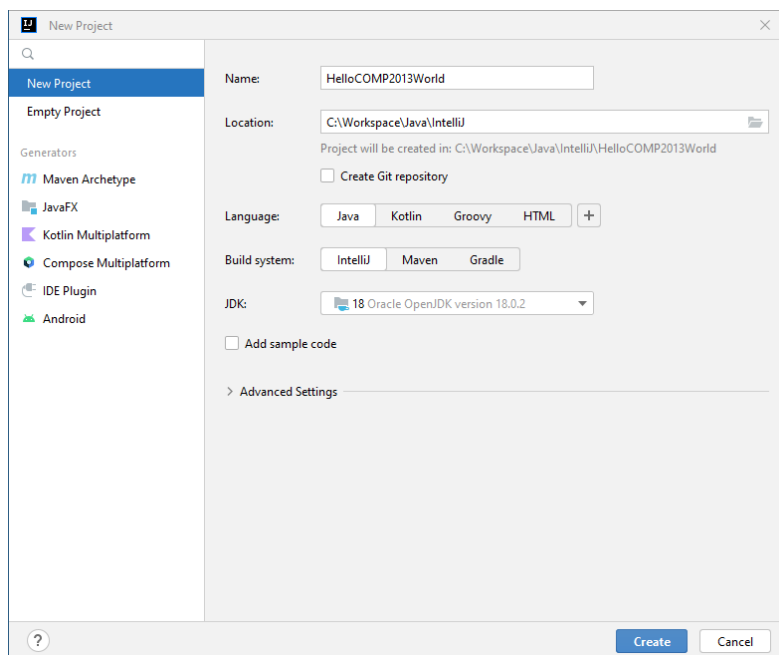 New Project
New Project
Empty Project
Generators
Maven Archetype
JavaFX
Kotlin Multiplatform
Compose Multiplatform
IDE Plugin
Android
Name: HelloCOMP2013World
Location: C:\Workspace\Java\IntelliJ
Project will be created in: C:\Workspace\Java\IntelliJ\HelloCOMP2013World
Create Git repository
Language: Java Kotlin Groovy HTML +
Build system: IntelliJ Maven Gradle
JDK: 18 Oracle OpenJDK version 18.0.2
Add sample code
Advanced Settings
? Create Cancel